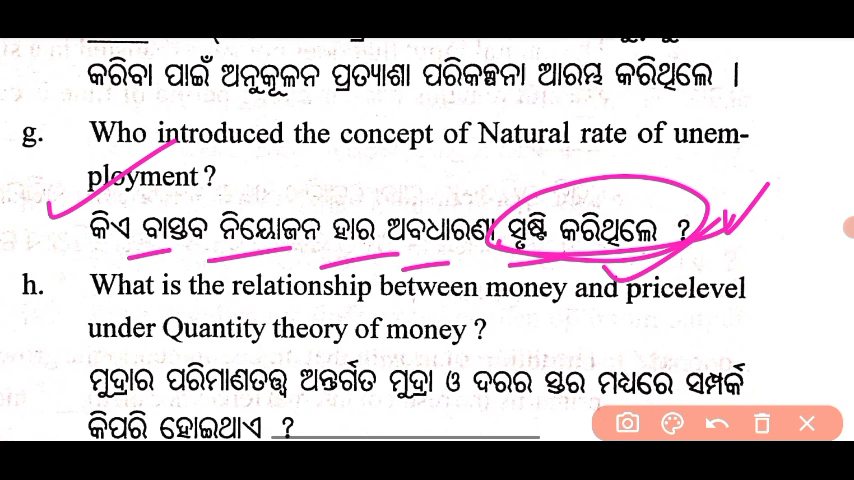 କରିବା ପାଇଁ ଅନୁକୂଳନ ପ୍ରତ୍ୟାଶା ପରିକଳ୍ପନା ଆରମ୍ଭ କରିଥିଲେ ।
g. Who introduced the concept of Natural rate of unem-
ployment ?
କିଏ ବାସ୍ତବ ନିୟୋଜନ ହାର ଅବଧାରଣା ସୃଷ୍ଟି କରିଥିଲେ ?
h. What is the relationship between money and pricelevel
under Quantity theory of money ?
ମୁଦ୍ରାର ପରିମାଣତତ୍ତ୍ୱ ଅନ୍ତର୍ଗତ ମୁଦ୍ରା ଓ ଦରର ସ୍ତର ମଧ୍ୟରେ ସମ୍ପର୍କ
କିପରି ହୋଇଥାଏ ?